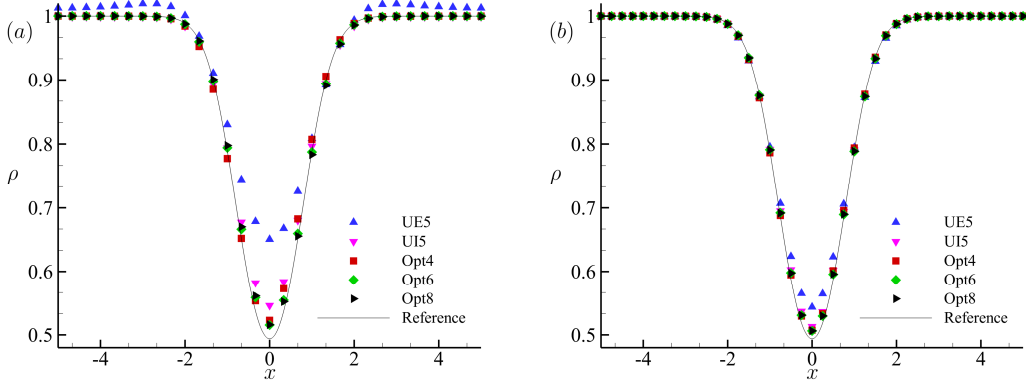 (a)
1
0.9
0.8
ρ
0.7
0.6
0.5
UE5
UI5
Opt4
Opt6
Opt8
Reference
-4
-2
0
2
4
x
(b)
1
0.9
0.8
ρ
0.7
0.6
0.5
UE5
UI5
Opt4
Opt6
Opt8
Reference
-4
-2
0
2
4
x